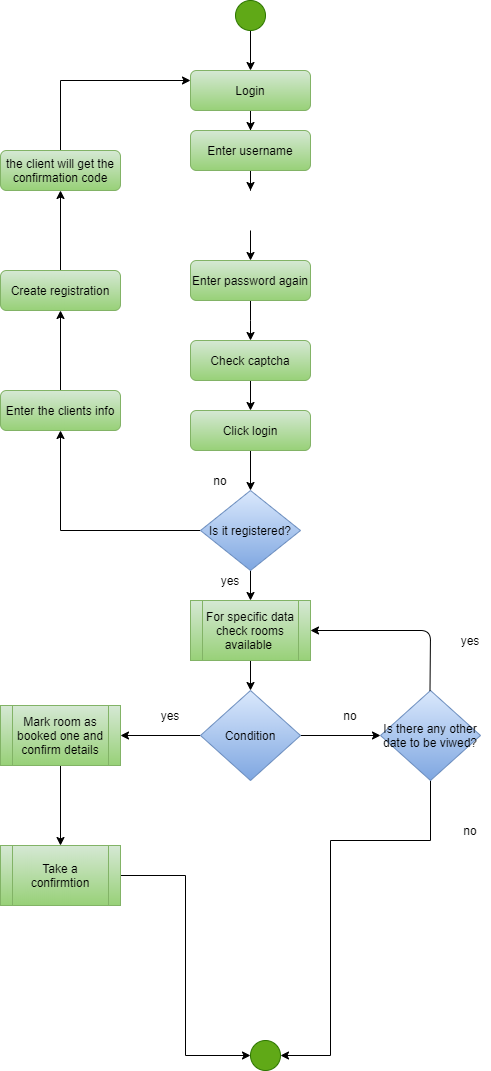 Login
Enter username
the client will get the
confirmation code
Enter password again
Create registration
Check captcha
Enter the clients info
Click login
no
Is it registered?
yes
For specific data
check rooms
available
yes
yes
no
Mark room as
booked one and
confirm details
Condition
Is there any other
date to be viwed?
no
Take a
confirmtion